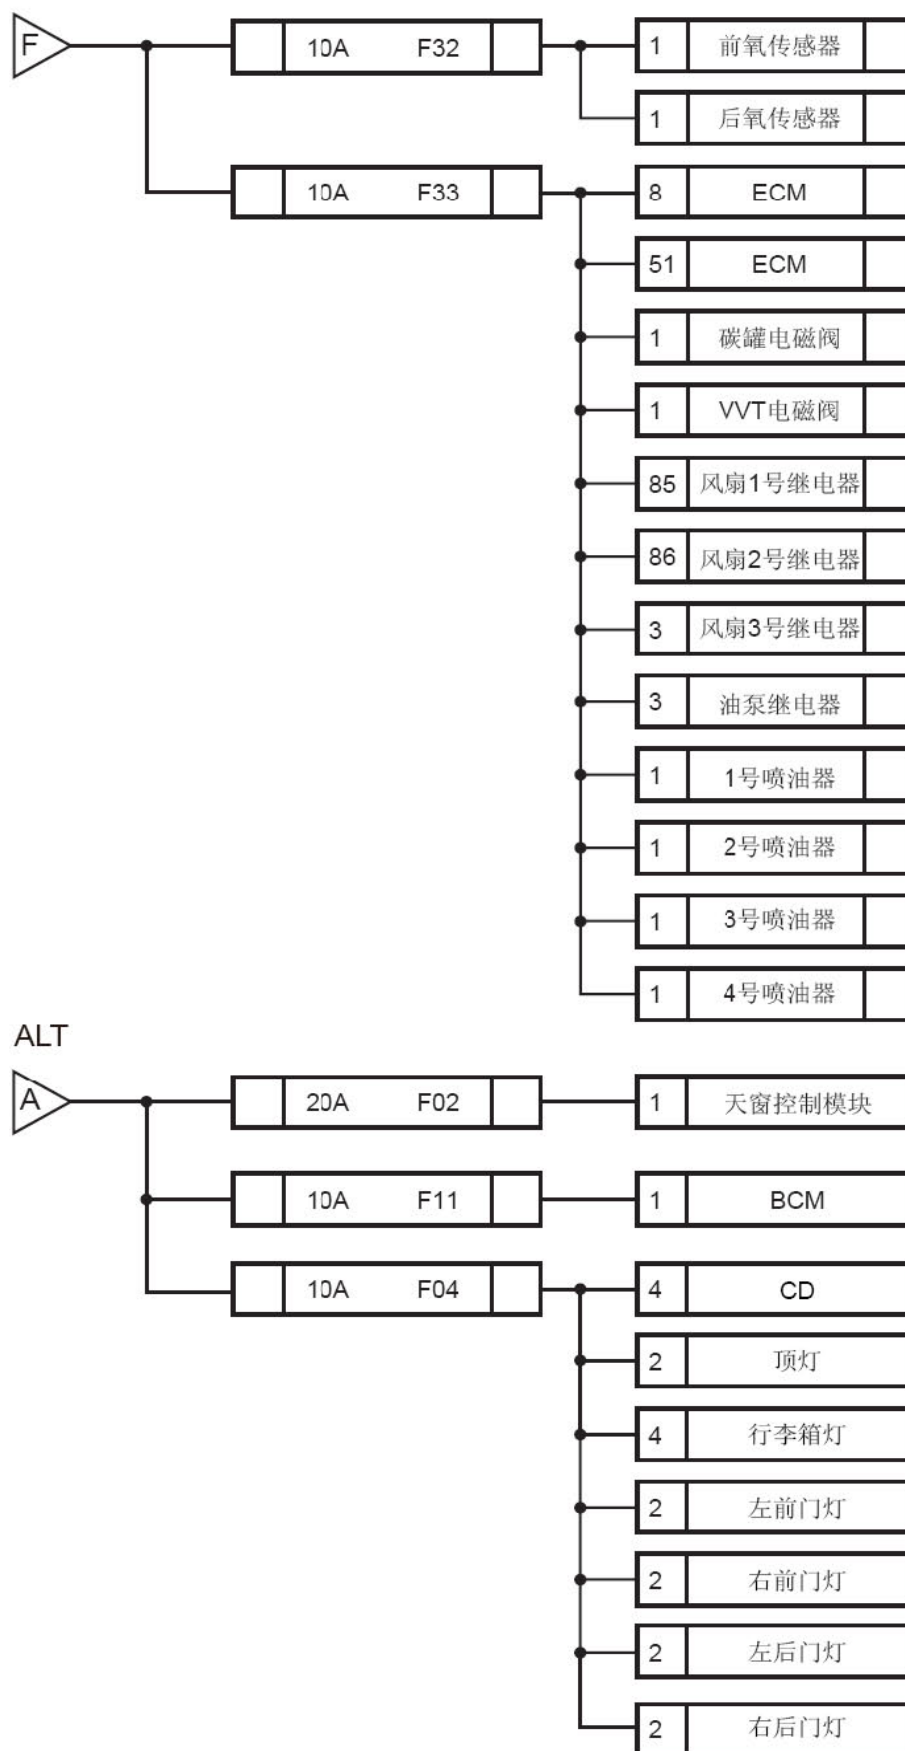 F 10A F32 1 前氧传感器
1 后氧传感器
10A F33 8 ECM
51 ECM
1 碳罐电磁阀
1 VVT电磁阀
85 风扇1号继电器
86 风扇2号继电器
3 风扇3号继电器
3 油泵继电器
1 1号喷油器
1 2号喷油器
1 3号喷油器
1 4号喷油器
ALT
A 20A F02 1 天窗控制模块
10A F11 1 BCM
10A F04 4 CD
2 顶灯
4 行李箱灯
2 左前门灯
2 右前门灯
2 左后门灯
2 右后门灯